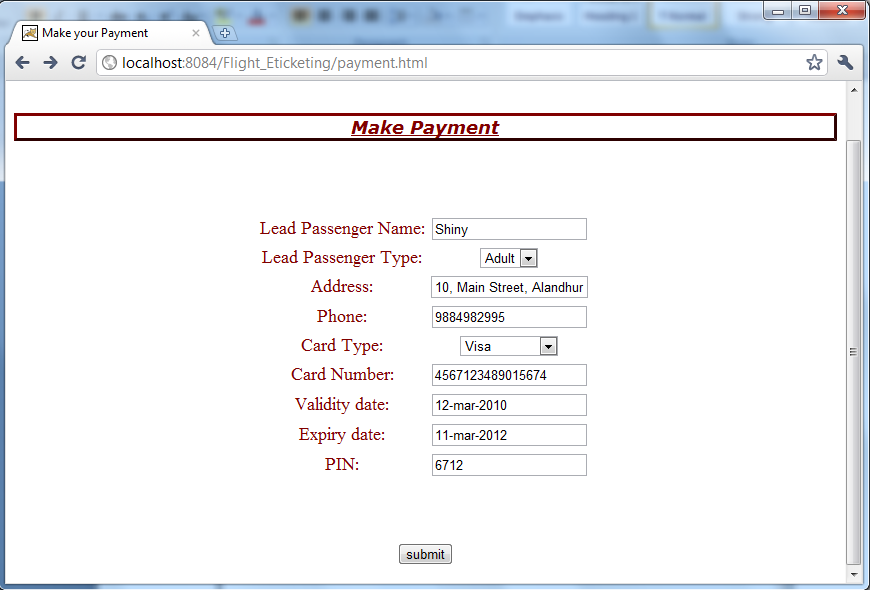 Make your Payment
localhost:8084/Flight_Eticketing/payment.html
Make Payment
Lead Passenger Name: Shiny
Lead Passenger Type: Adult
Address: 10, Main Street, Alandhur
Phone: 9884982995
Card Type: Visa
Card Number: 4567123489015674
Validity date: 12-mar-2010
Expiry date: 11-mar-2012
PIN: 6712
submit